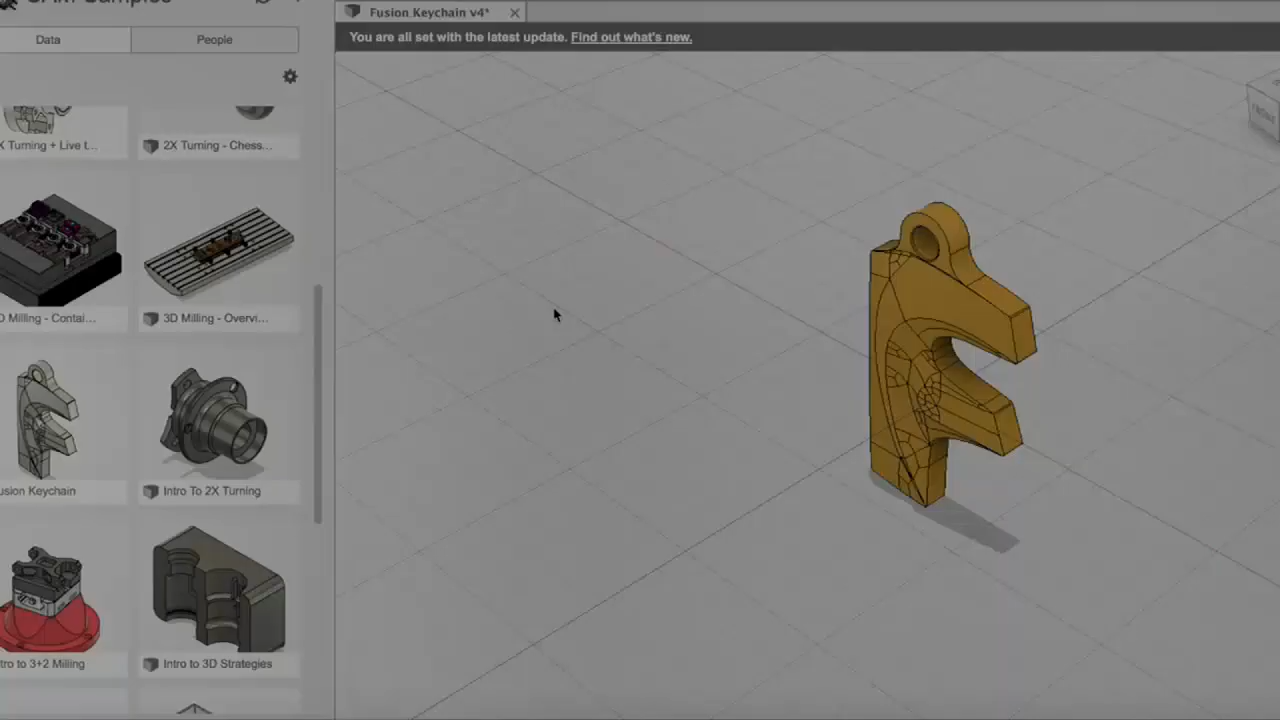 CAM Samples
Fusion Keychain v4*
Data
People
You are all set with the latest update. Find out what's new.
X Turning + Live t...
2X Turning - Chess...
D Milling - Contai...
3D Milling - Overvi...
usion Keychain
Intro To 2X Turning
tro to 3+2 Milling
Intro to 3D Strategies